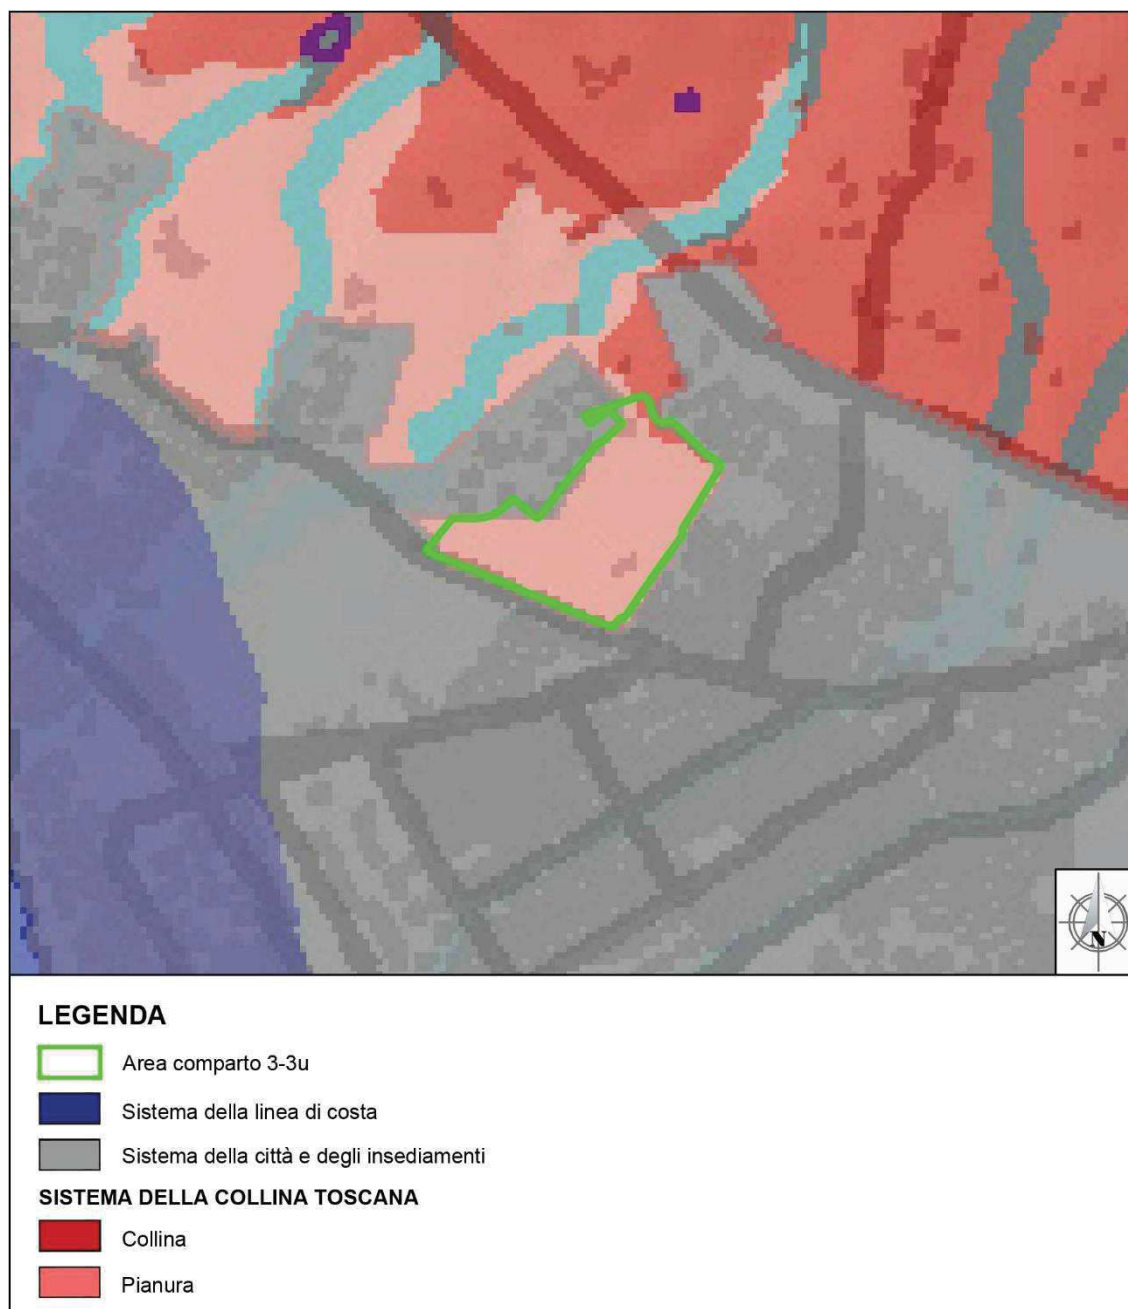 N
LEGENDA
Area comparto 3-3u
Sistema della linea di costa
Sistema della città e degli insediamenti
SISTEMA DELLA COLLINA TOSCANA
Collina
Pianura